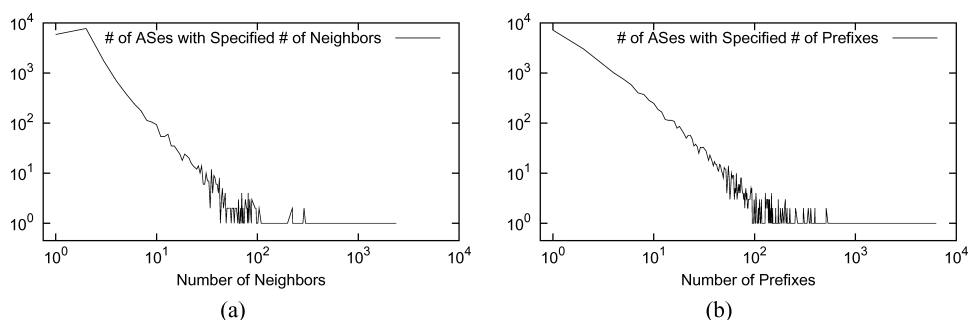 # of ASes with Specified # of Neighbors
10^4
10^3
10^2
10^1
10^0
10^0 10^1 10^2 10^3 10^4
Number of Neighbors
(a)
# of ASes with Specified # of Prefixes
10^4
10^3
10^2
10^1
10^0
10^0 10^1 10^2 10^3 10^4
Number of Prefixes
(b)